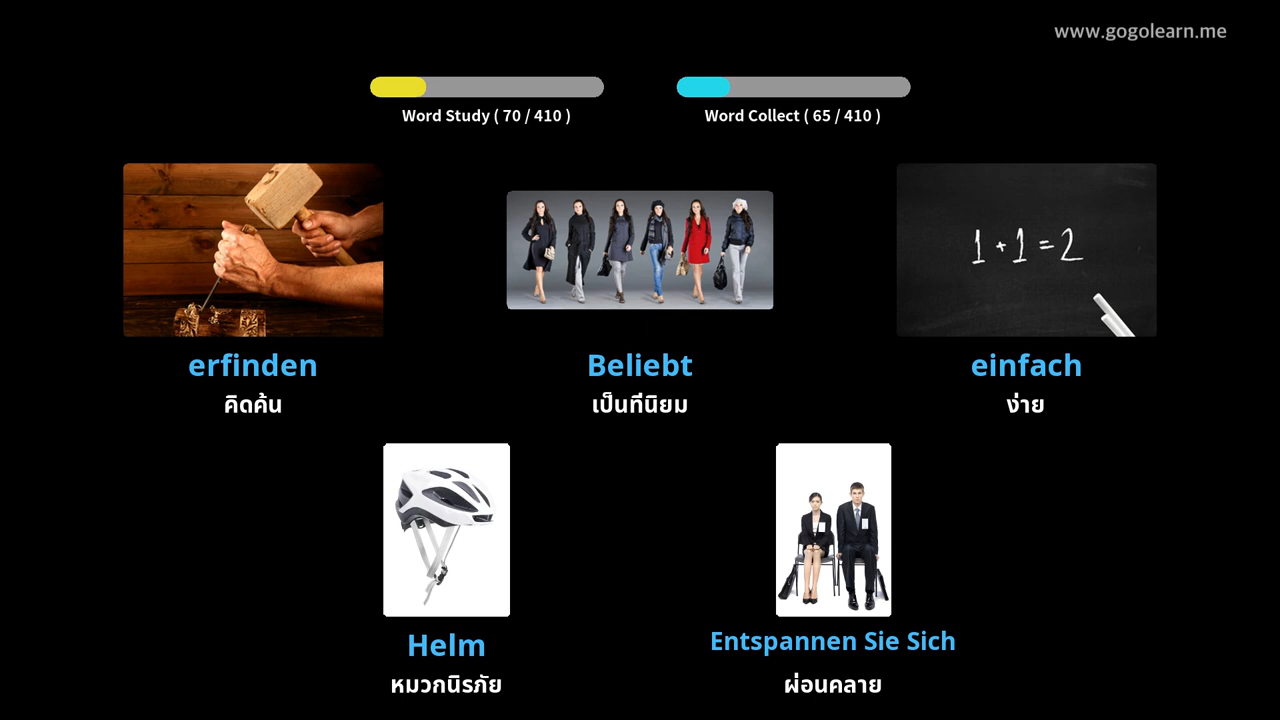 www.gogolearn.me
Word Study ( 70 / 410 )
Word Collect ( 65 / 410 )
1 + 1 = 2
erfinden
Beliebt
einfach
คิดค้น
เป็นที่นิยม
ง่าย
Helm
Entspannen Sie Sich
หมวกนิรภัย
ผ่อนคลาย